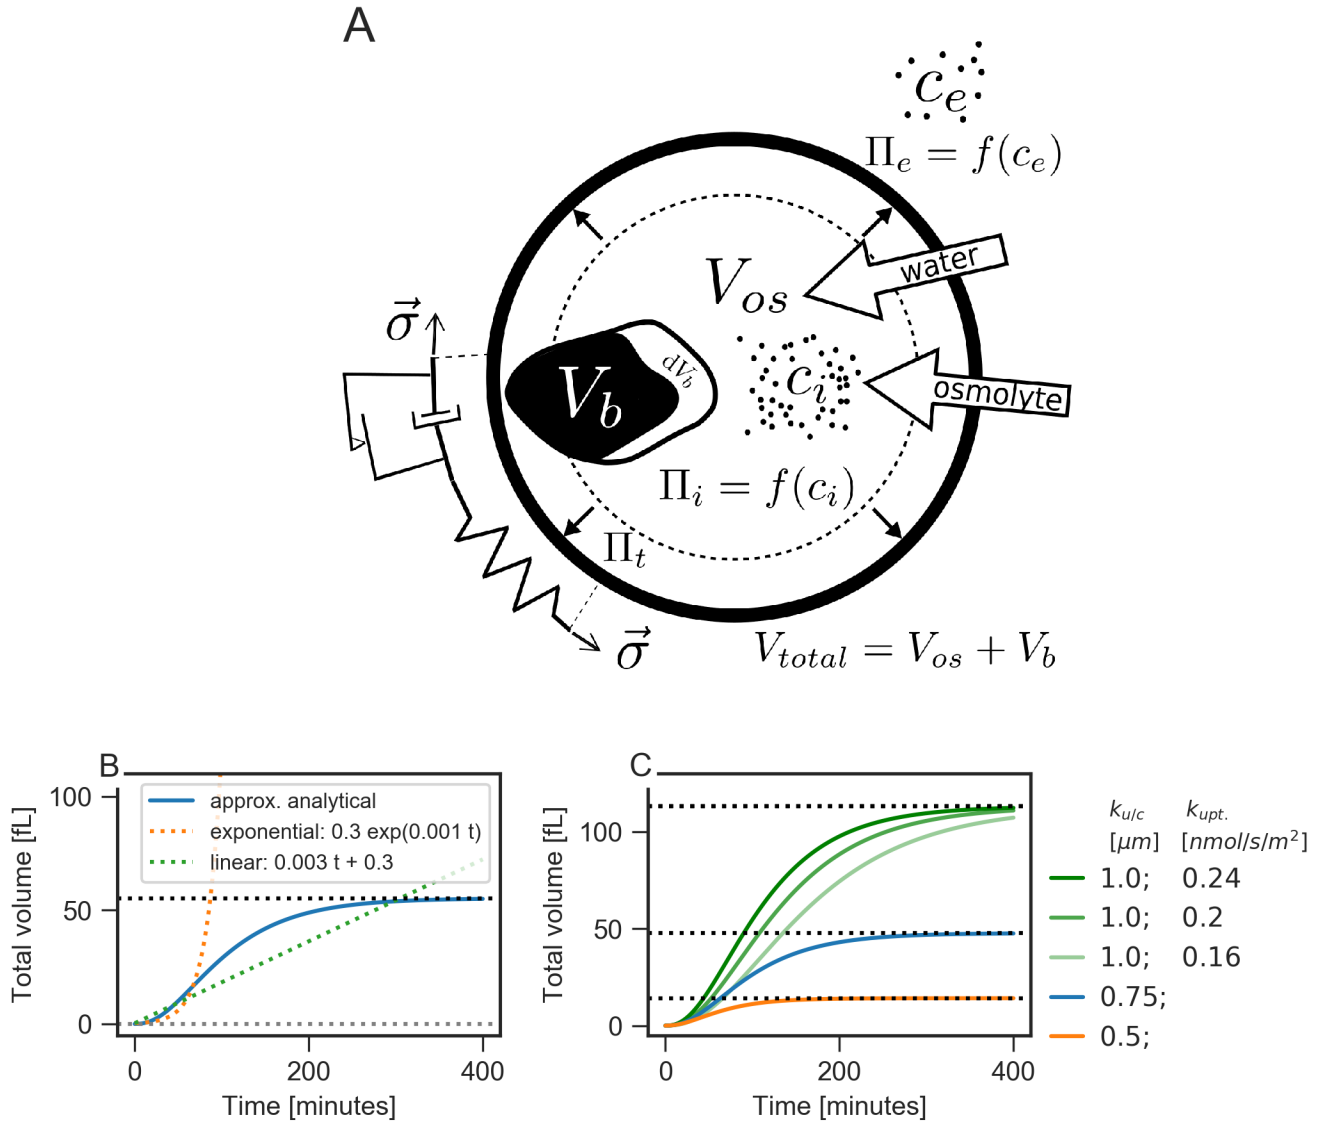 A
c_e
Π_e = f(c_e)
water
V_os
σ⃗
dV_b
V_b
c_i
osmolyte
Π_i = f(c_i)
Π_t
σ⃗
V_total = V_os + V_b
B
Total volume [fL]
100
50
0
approx. analytical
exponential: 0.3 exp(0.001 t)
linear: 0.003 t + 0.3
0 200 400
Time [minutes]
C
Total volume [fL]
100
50
0
0 200 400
Time [minutes]
k_u/c k_upt.
[μm] [nmol/s/m²]
1.0; 0.24
1.0; 0.2
1.0; 0.16
0.75;
0.5;